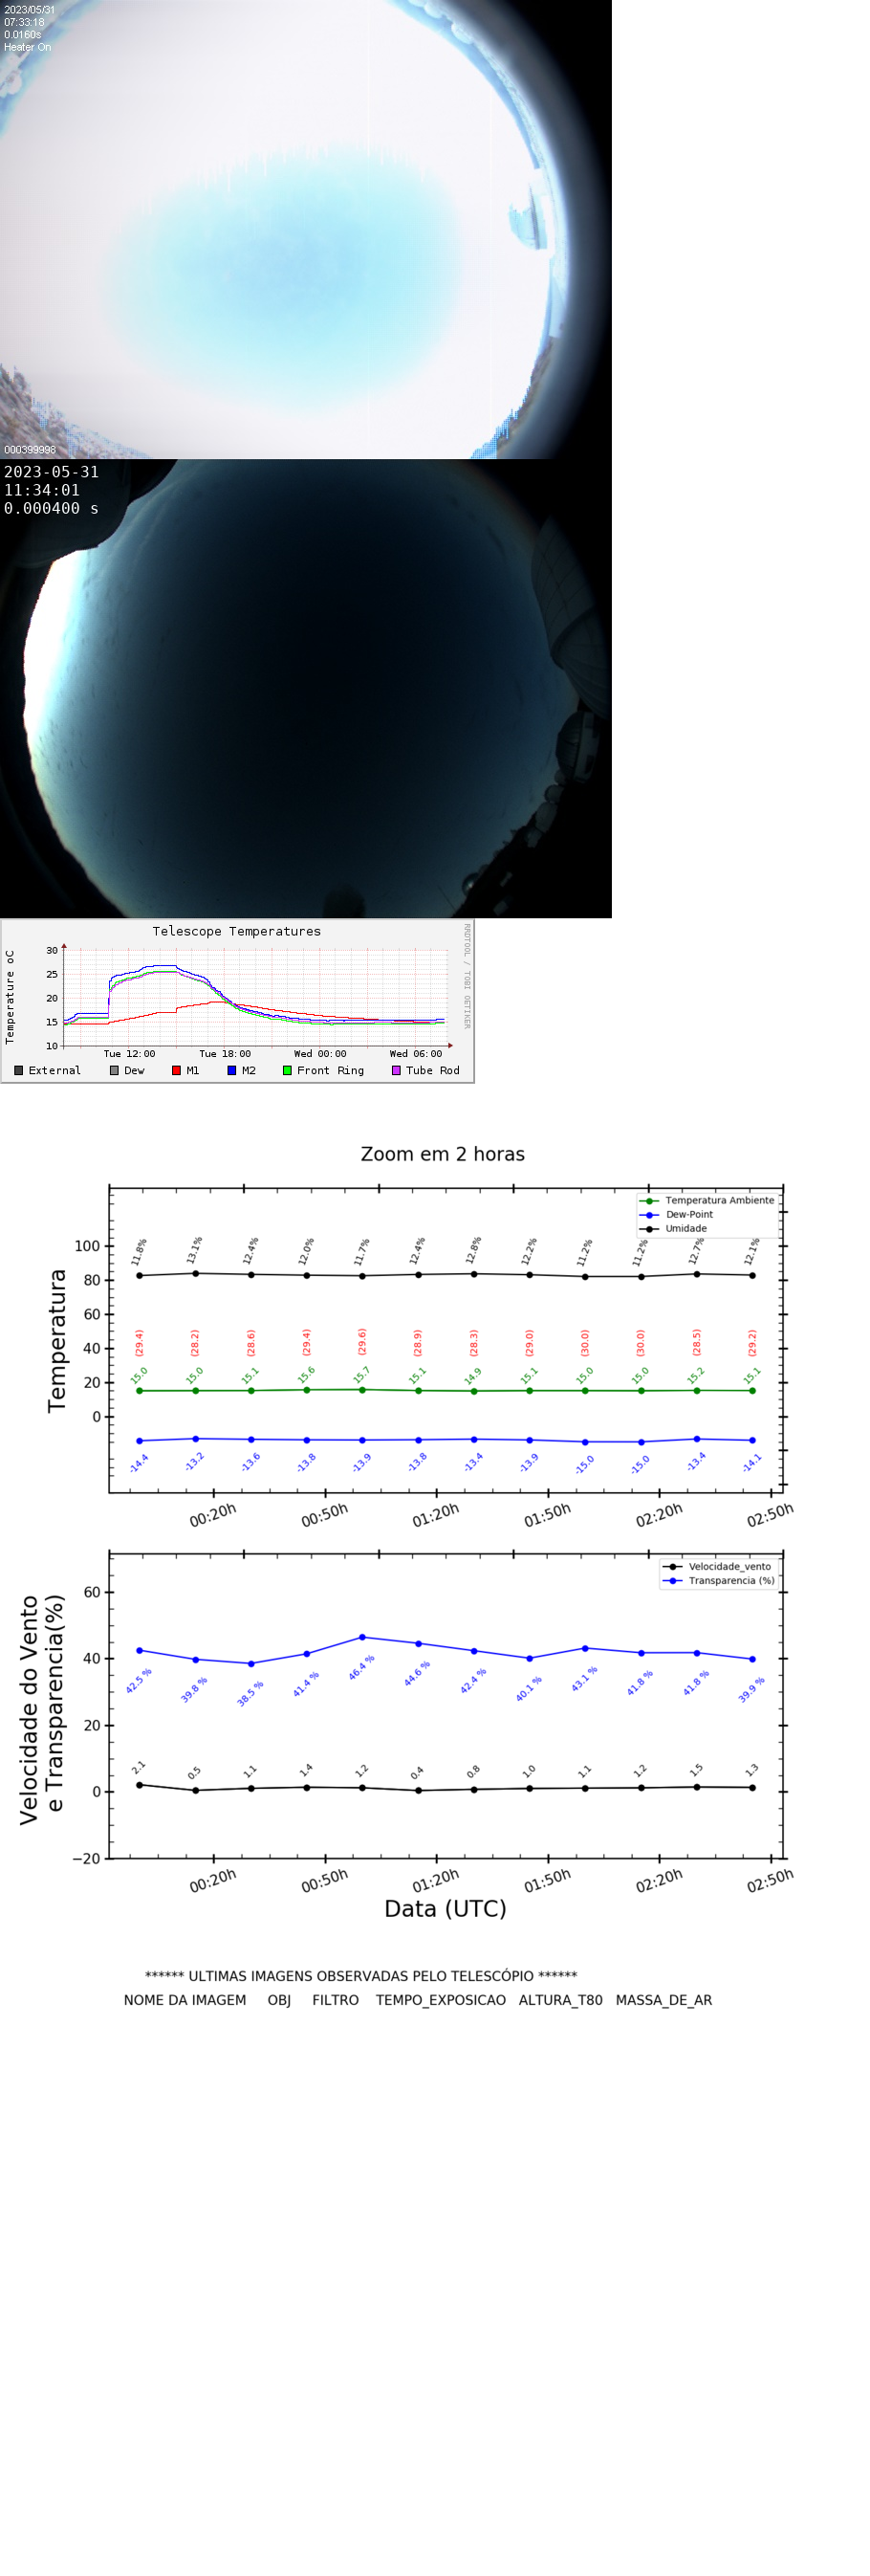 2023/05/31
07:33:18
0.0160s
Heater On
000399998
2023-05-31
11:34:01
0.000400 s
Telescope Temperatures
RRDTOOL / TOBI OETIKER
Temperature oC
30
25
20
15
10
Tue 12:00 Tue 18:00 Wed 00:00 Wed 06:00
External Dew M1 M2 Front Ring Tube Rod
Zoom em 2 horas
Temperatura Ambiente
Dew-Point
Umidade
Temperatura
100
80
60
40
20
0
11.8% 13.1% 12.4% 12.0% 11.7% 12.4% 12.8% 12.2% 11.2% 11.2% 12.7% 12.1%
(29.4) (28.2) (28.6) (29.4) (29.6) (28.9) (28.3) (29.0) (30.0) (30.0) (28.5) (29.2)
15.0 15.0 15.1 15.6 15.7 15.1 14.9 15.1 15.0 15.0 15.2 15.1
-14.4 -13.2 -13.6 -13.8 -13.9 -13.8 -13.4 -13.9 -15.0 -15.0 -13.4 -14.1
00:20h 00:50h 01:20h 01:50h 02:20h 02:50h
Velocidade_vento
Transparencia (%)
Velocidade do Vento
e Transparencia(%)
60
40
20
0
−20
42.5 % 39.8 % 38.5 % 41.4 % 46.4 % 44.6 % 42.4 % 40.1 % 43.1 % 41.8 % 41.8 % 39.9 %
2.1 0.5 1.1 1.4 1.2 0.4 0.8 1.0 1.1 1.2 1.5 1.3
00:20h 00:50h 01:20h 01:50h 02:20h 02:50h
Data (UTC)
****** ULTIMAS IMAGENS OBSERVADAS PELO TELESCÓPIO ******
NOME DA IMAGEM OBJ FILTRO TEMPO_EXPOSICAO ALTURA_T80 MASSA_DE_AR